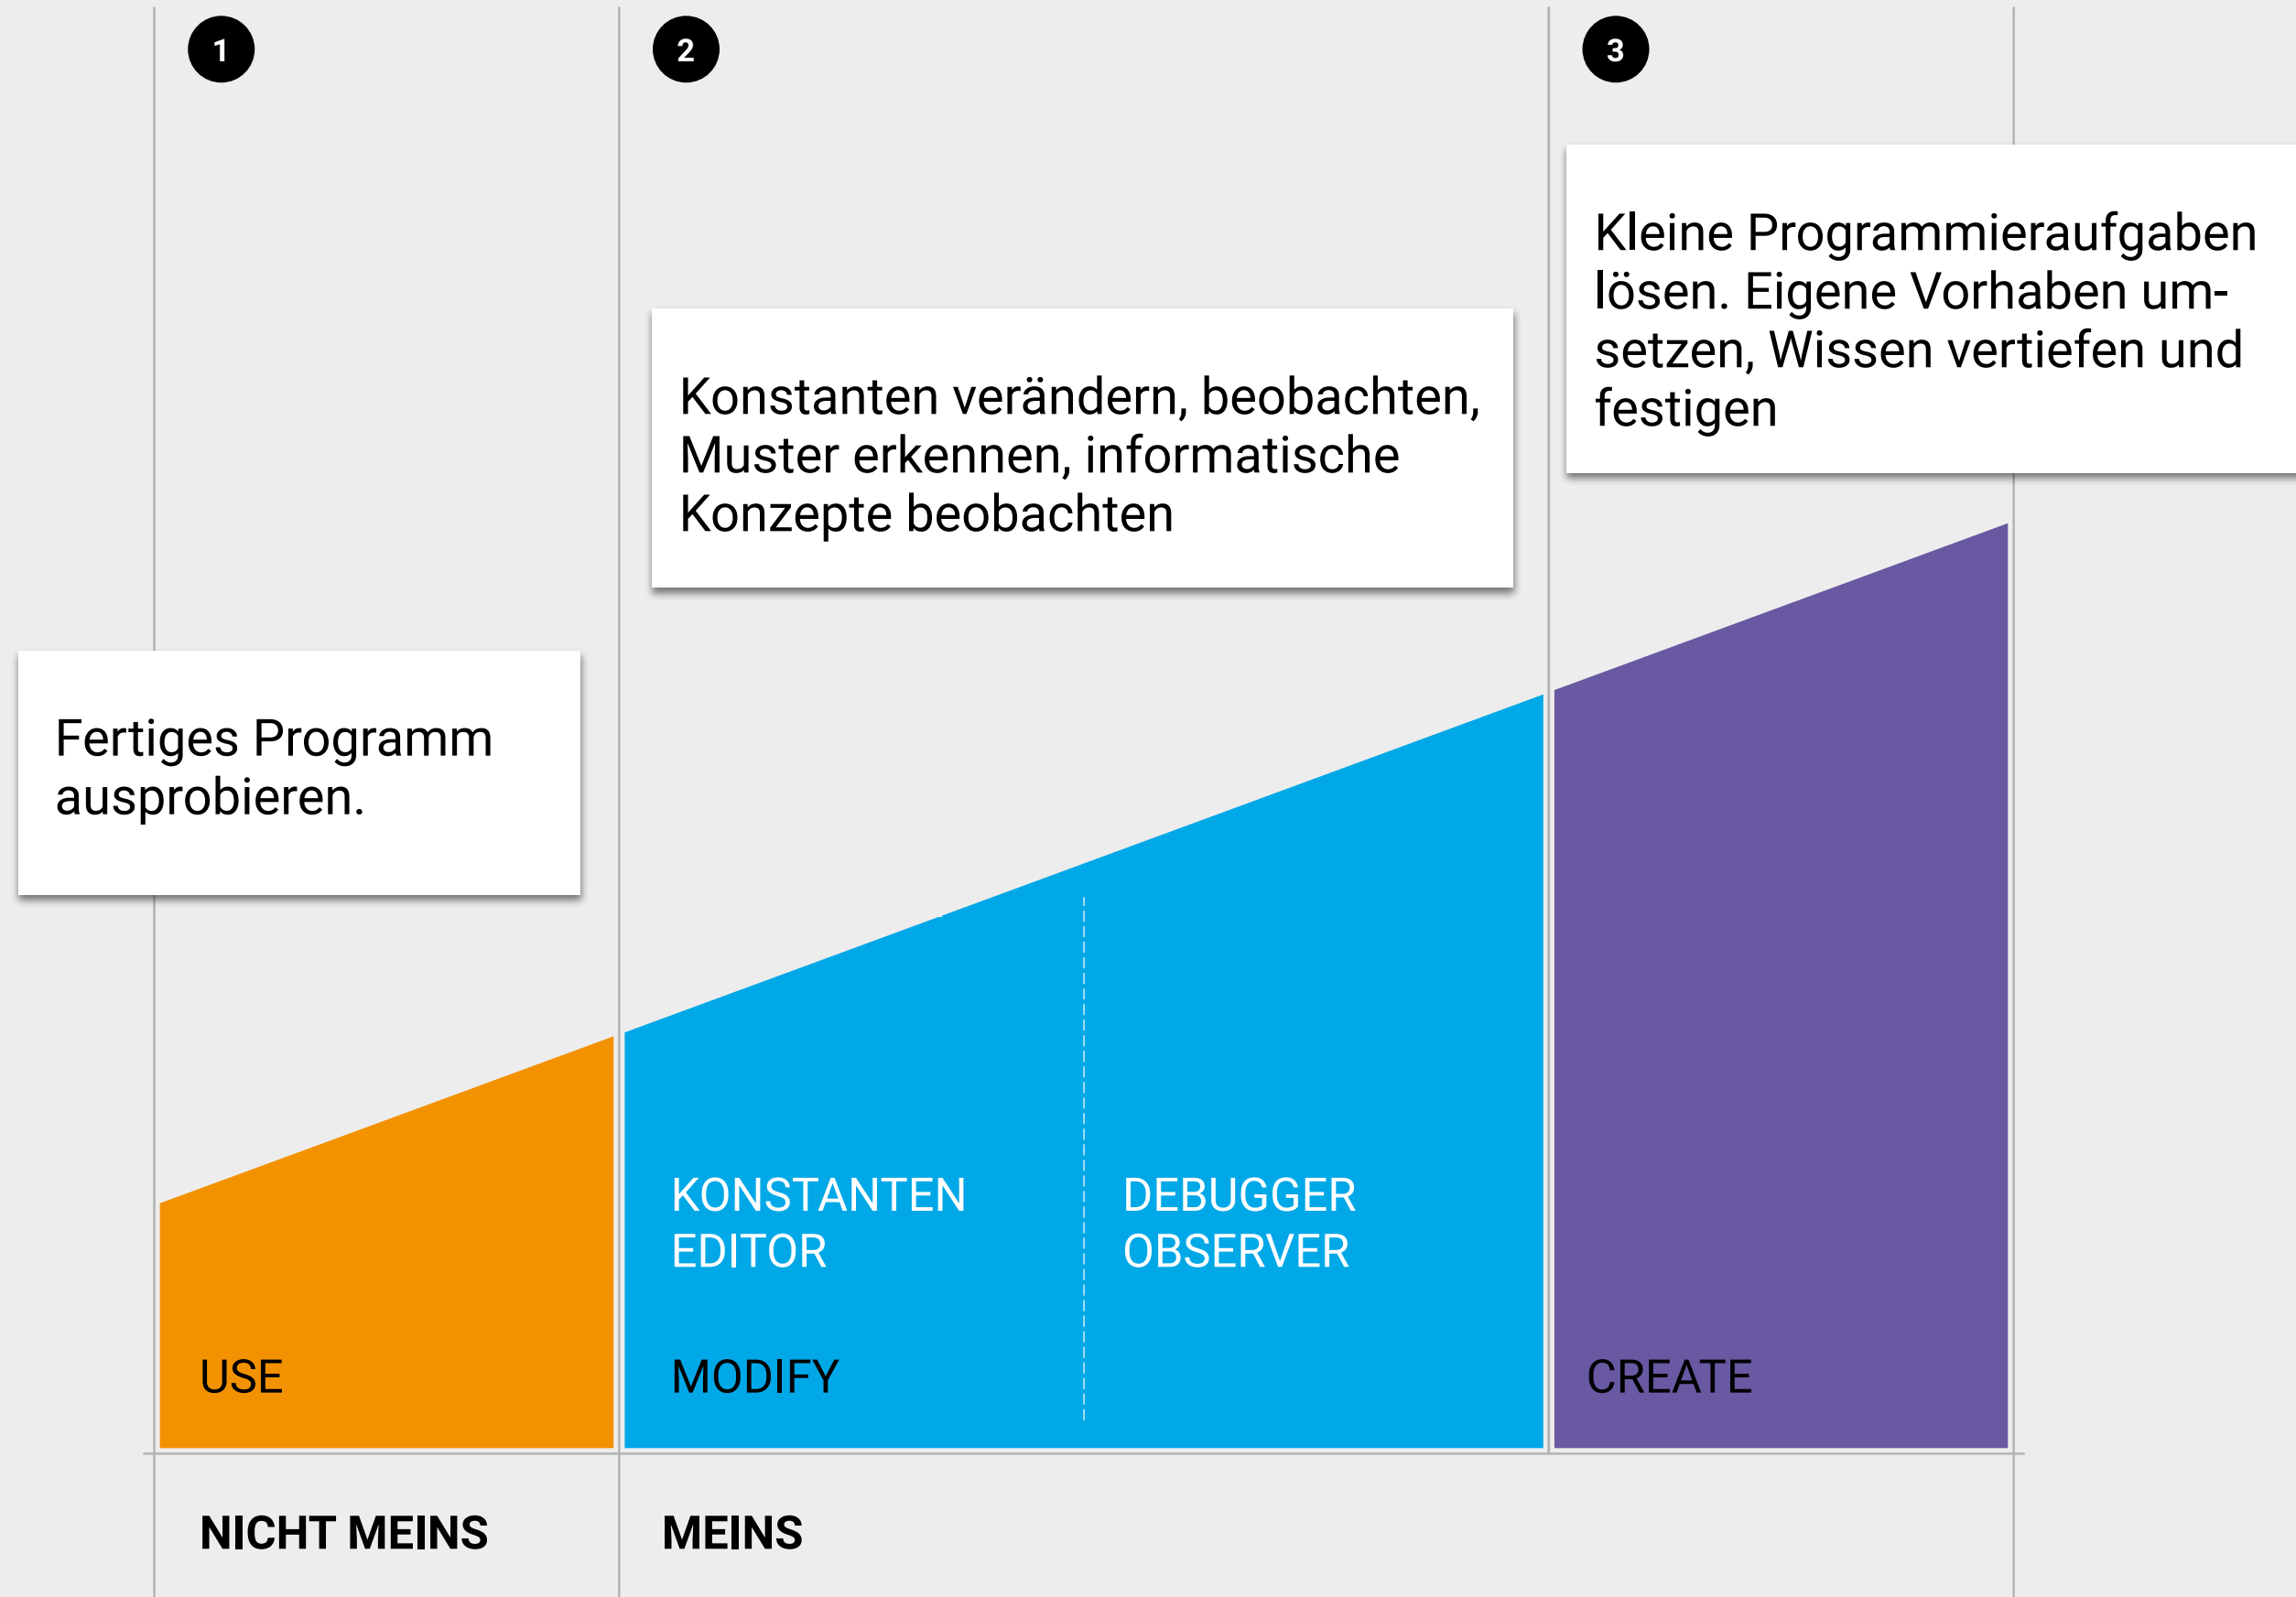 1
2
3
Kleine Programmieraufgaben
lösen. Eigene Vorhaben um-
setzen, Wissen vertiefen und
festigen
Konstanten verändern, beobachten,
Muster erkennen, informatische
Konzepte beobachten
Fertiges Programm
ausprobieren.
KONSTANTEN
EDITOR
DEBUGGER
OBSERVER
USE
MODIFY
CREATE
NICHT MEINS
MEINS